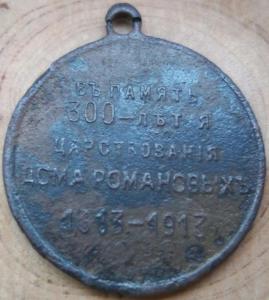 ВЪ ПАМЯТЬ
300-ЛѢТІЯ
ЦАРСТВОВАНІЯ
ДОМА РОМАНОВЫХЪ
1613-1913